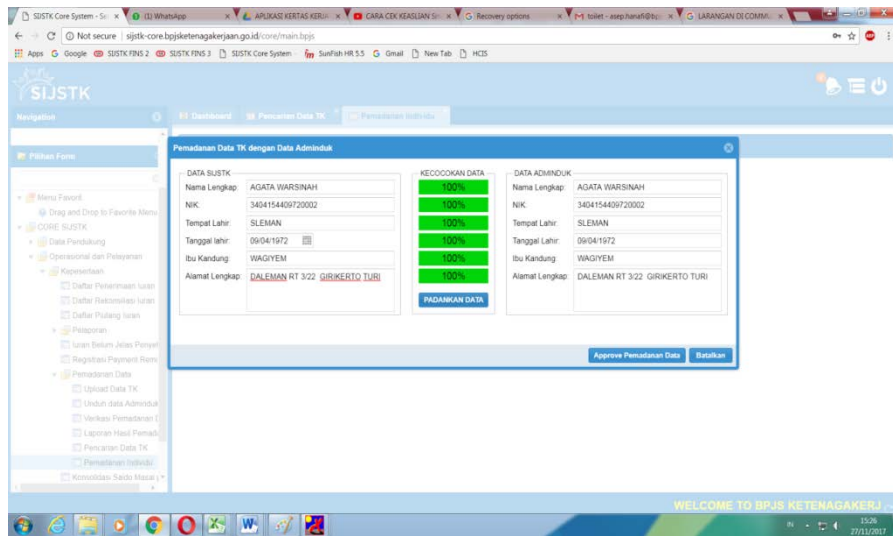 SIJSTK Core System - Se
(1) WhatsApp
APLIKASI KERTAS KERJA
CARA CEK KEASLIAN
Recovery options
toilet - asep.hanafi@bpj
LARANGAN DI COMMU
Not secure | sijstk-core.bpjsketenagakerjaan.go.id/core/main.bpjs
Apps Google SIJSTK FINS 2 SIJSTK FINS 3 SIJSTK Core System SunFish HR 5.5 Gmail New Tab HCIS
SIJSTK
Navigation Dashboard Pencarian Data TK Pemadanan Individu
Pilihan Form
Menu Favorit
Drag and Drop to Favorite Menu
CORE SIJSTK
Data Pendukung
Operasional dan Pelayanan
Kepesertaan
Daftar Penerimaan Iuran
Daftar Rekonsiliasi Iuran
Daftar Piutang Iuran
Pelaporan
Iuran Belum Jelas Penyel
Registrasi Payment Remi
Pemadanan Data
Upload Data TK
Unduh data Adminduk
Verifikasi Pemadanan D
Laporan Hasil Pemada
Pencarian Data TK
Pemadanan Individu
Konsolidasi Saldo Masal
Pemadanan Data TK dengan Data Adminduk
DATA SIJSTK KECOCOKAN DATA DATA ADMINDUK
Nama Lengkap: AGATA WARSINAH 100% Nama Lengkap: AGATA WARSINAH
NIK: 3404154409720002 100% NIK: 3404154409720002
Tempat Lahir: SLEMAN 100% Tempat Lahir: SLEMAN
Tanggal lahir: 09/04/1972 100% Tanggal Lahir: 09/04/1972
Ibu Kandung: WAGIYEM 100% Ibu Kandung: WAGIYEM
Alamat Lengkap: DALEMAN RT 3/22 GIRIKERTO TURI 100% Alamat Lengkap: DALEMAN RT 3/22 GIRIKERTO TURI
PADANKAN DATA
Approve Pemadanan Data Batalkan
WELCOME TO BPJS KETENAGAKERJ
IN 15:26
27/11/2017